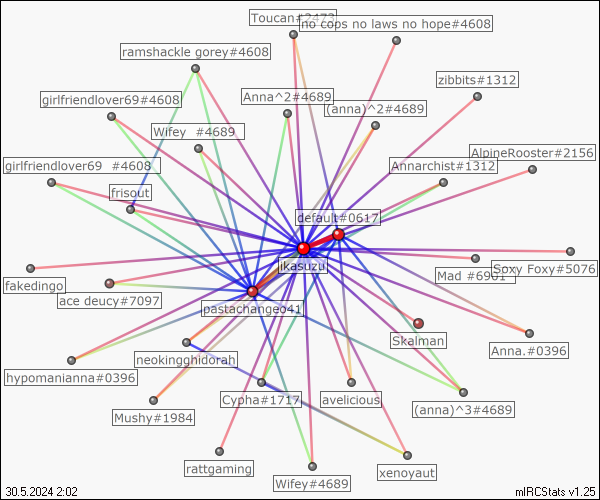 Toucan#2473
no cops no laws no hope#4608
ramshackle gorey#4608
zibbits#1312
girlfriendlover69#4608
Anna^2#4689
(anna)^2#4689
Wifey #4689
AlpineRooster#2156
girlfriendlover69 #4608
Annarchist#1312
frisout
default#0617
ikasuzu
fakedingo
Mad #6961
Soxy Foxy#5076
ace deucy#7097
pastachangeo41
Skalman
neokingghidorah
Anna.#0396
hypomanianna#0396
Mushy#1984
Cypha#1717
avelicious
(anna)^3#4689
rattgaming
Wifey#4689
xenoyaut
30.5.2024 2:02
mIRCStats v1.25